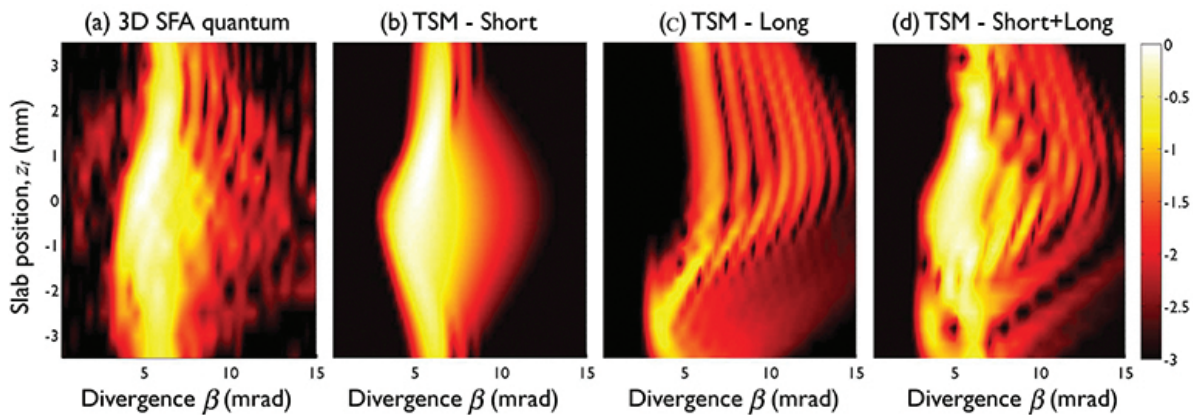 (a) 3D SFA quantum
(b) TSM - Short
(c) TSM - Long
(d) TSM - Short+Long
Slab position, z_t (mm)
3
2
1
0
-1
-2
-3
5 10 15
5 10 15
5 10 15
5 10 15
Divergence β (mrad)
Divergence β (mrad)
Divergence β (mrad)
Divergence β (mrad)
0
-0.5
-1
-1.5
-2
-2.5
-3